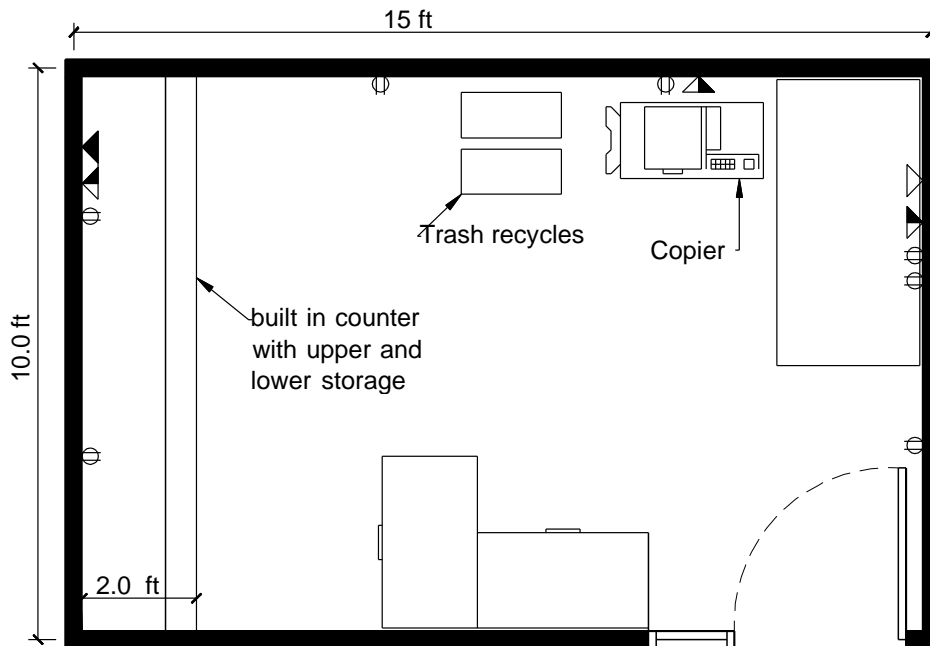 15 ft
Trash recycles
Copier
10.0 ft
built in counter
with upper and
lower storage
2.0 ft